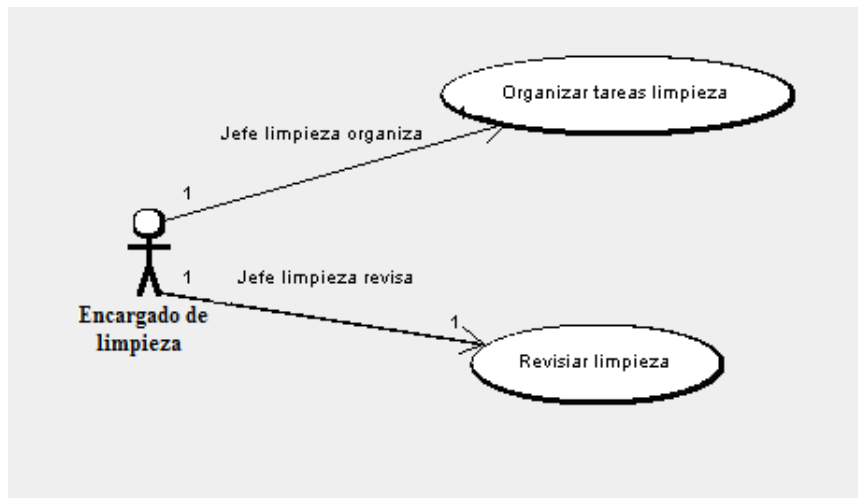 Organizar tareas limpieza
Jefe limpieza organiza
1
1
Jefe limpieza revisa
Encargado de
limpieza
1
Revisiar limpieza